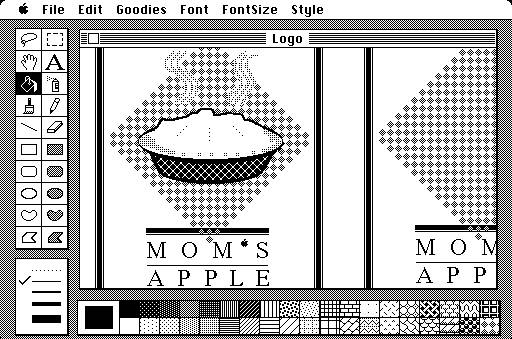 File Edit Goodies Font FontSize Style
Logo
A
MOM'S
APPLE
MOM
APP